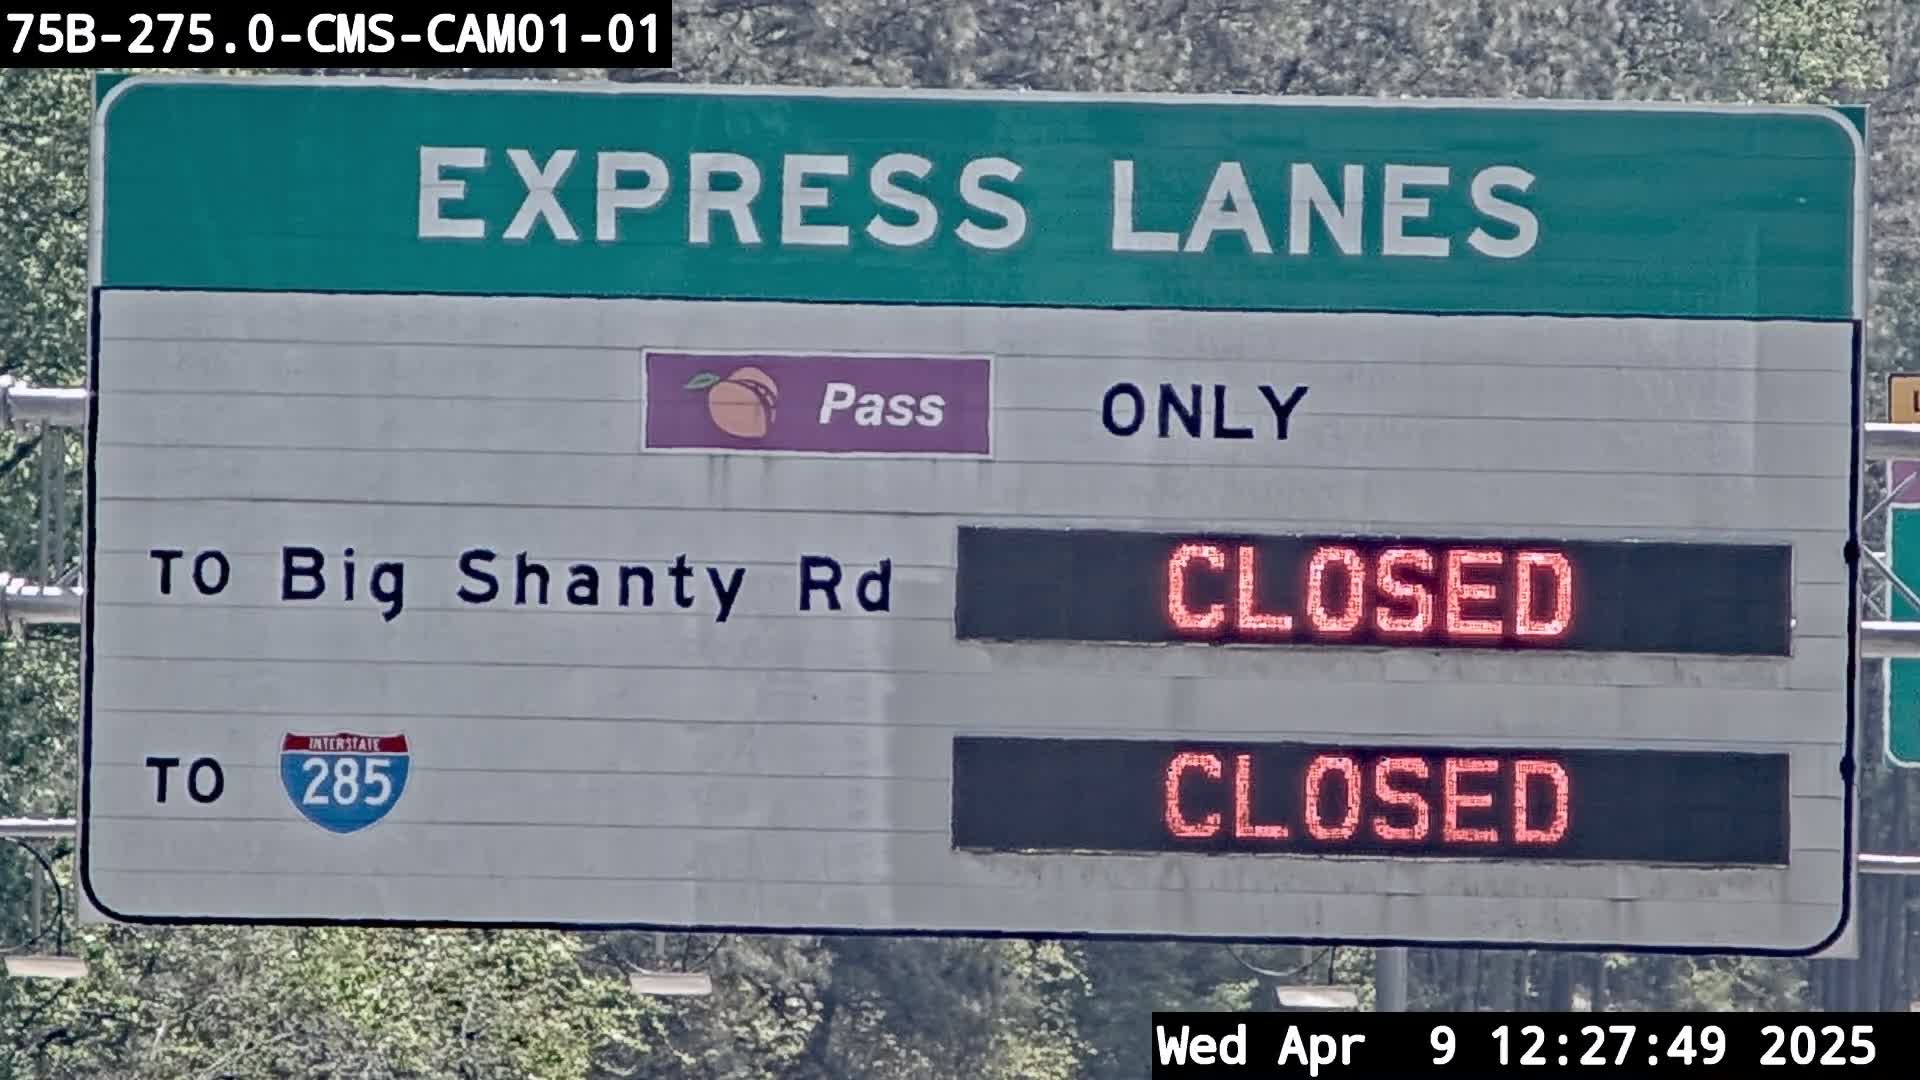 75B-275.0-CMS-CAM01-01
EXPRESS LANES
Pass ONLY
TO Big Shanty Rd CLOSED
INTERSTATE
TO 285 CLOSED
Wed Apr 9 12:27:49 2025